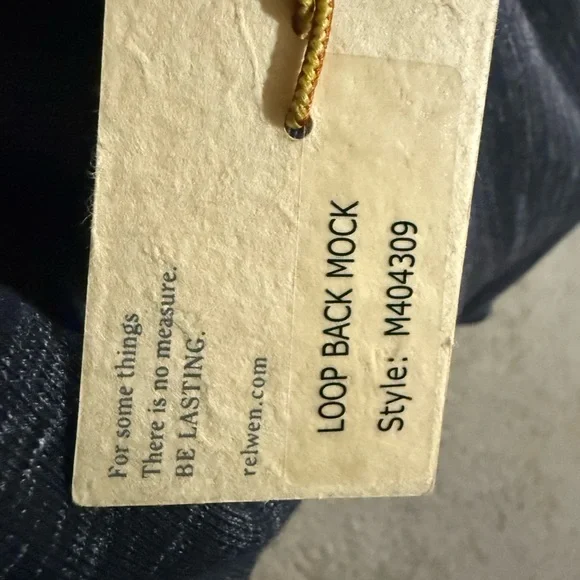 For some things
There is no measure.
BE LASTING.
relwen.com
LOOP BACK MOCK
Style: M404309